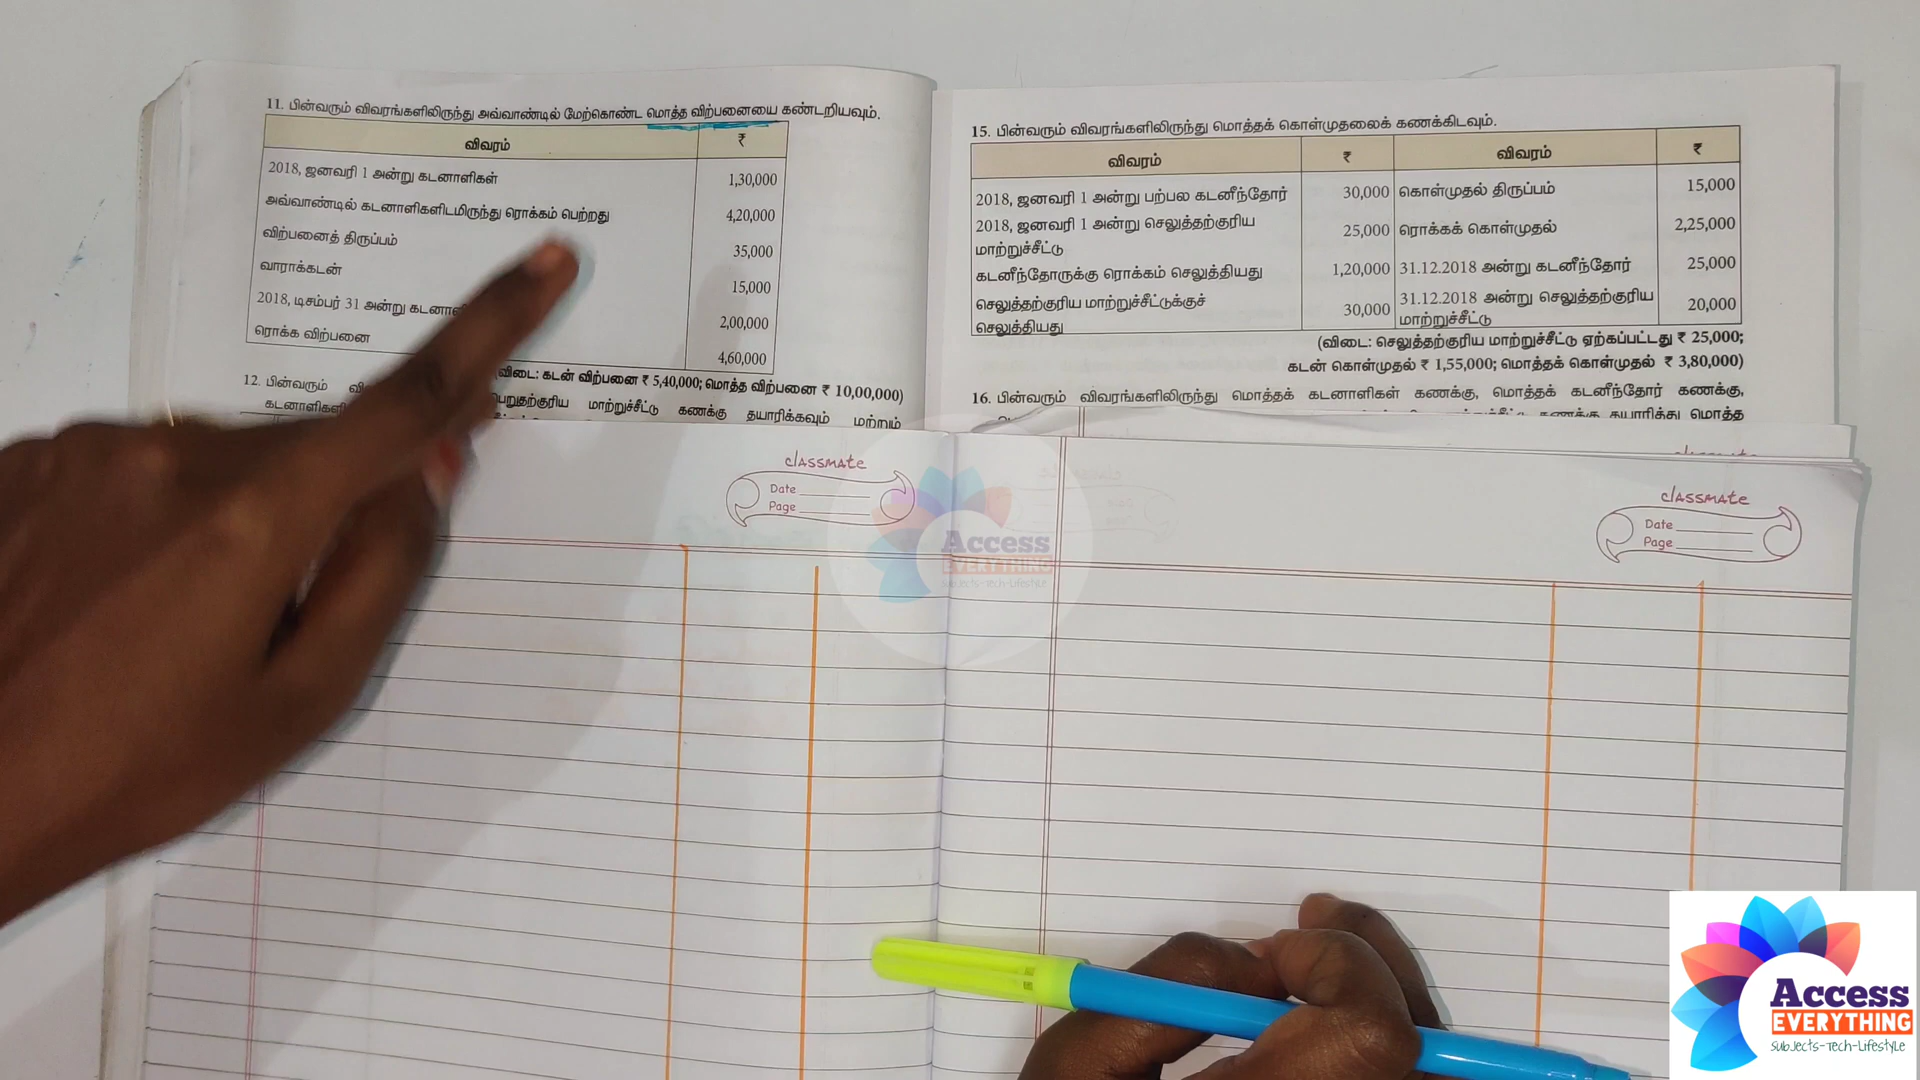 11. பின்வரும் விவரங்களிலிருந்து அவ்வாண்டில் மேற்கொண்ட மொத்த விற்பனையை கண்டறியவும்.
விவரம் ₹
2018, ஜனவரி 1 அன்று கடனாளிகள் 1,30,000
அவ்வாண்டில் கடனாளிகளிடமிருந்து ரொக்கம் பெற்றது 4,20,000
விற்பனைத் திருப்பம் 35,000
வாராக்கடன் 15,000
2018, டிசம்பர் 31 அன்று 2,00,000
ரொக்க விற்பனை 4,60,000
(விடை: கடன் விற்பனை ₹ 5,40,000; மொத்த விற்பனை ₹ 10,00,000)
12. பின்வரும்
மாற்றுச்சீட்டு கணக்கு தயாரிக்கவும் மற்றும்
15. பின்வரும் விவரங்களிலிருந்து மொத்தக் கொள்முதலைக் கணக்கிடவும்.
விவரம் ₹ விவரம் ₹
2018, ஜனவரி 1 அன்று பற்பல கடனீந்தோர் 30,000 கொள்முதல் திருப்பம் 15,000
2018, ஜனவரி 1 அன்று செலுத்தற்குரிய
மாற்றுச்சீட்டு 25,000 ரொக்கக் கொள்முதல் 2,25,000
கடனீந்தோருக்கு ரொக்கம் செலுத்தியது 1,20,000 31.12.2018 அன்று கடனீந்தோர் 25,000
செலுத்தற்குரிய மாற்றுச்சீட்டுக்குச்
செலுத்தியது 30,000 31.12.2018 அன்று செலுத்தற்குரிய
மாற்றுச்சீட்டு 20,000
(விடை: செலுத்தற்குரிய மாற்றுச்சீட்டு ஏற்கப்பட்டது ₹ 25,000;
கடன் கொள்முதல் ₹ 1,55,000; மொத்தக் கொள்முதல் ₹ 3,80,000)
16. பின்வரும் விவரங்களிலிருந்து மொத்தக் கடனாளிகள் கணக்கு, மொத்தக் கடனீந்தோர் கணக்கு,
கணக்கு தயாரித்து மொத்த
classmate
Date
Page
classmate
Date
Page
Access
EVERYTHING
Subjects-Tech-Lifestyle
Access
EVERYTHING
Subjects-Tech-Lifestyle